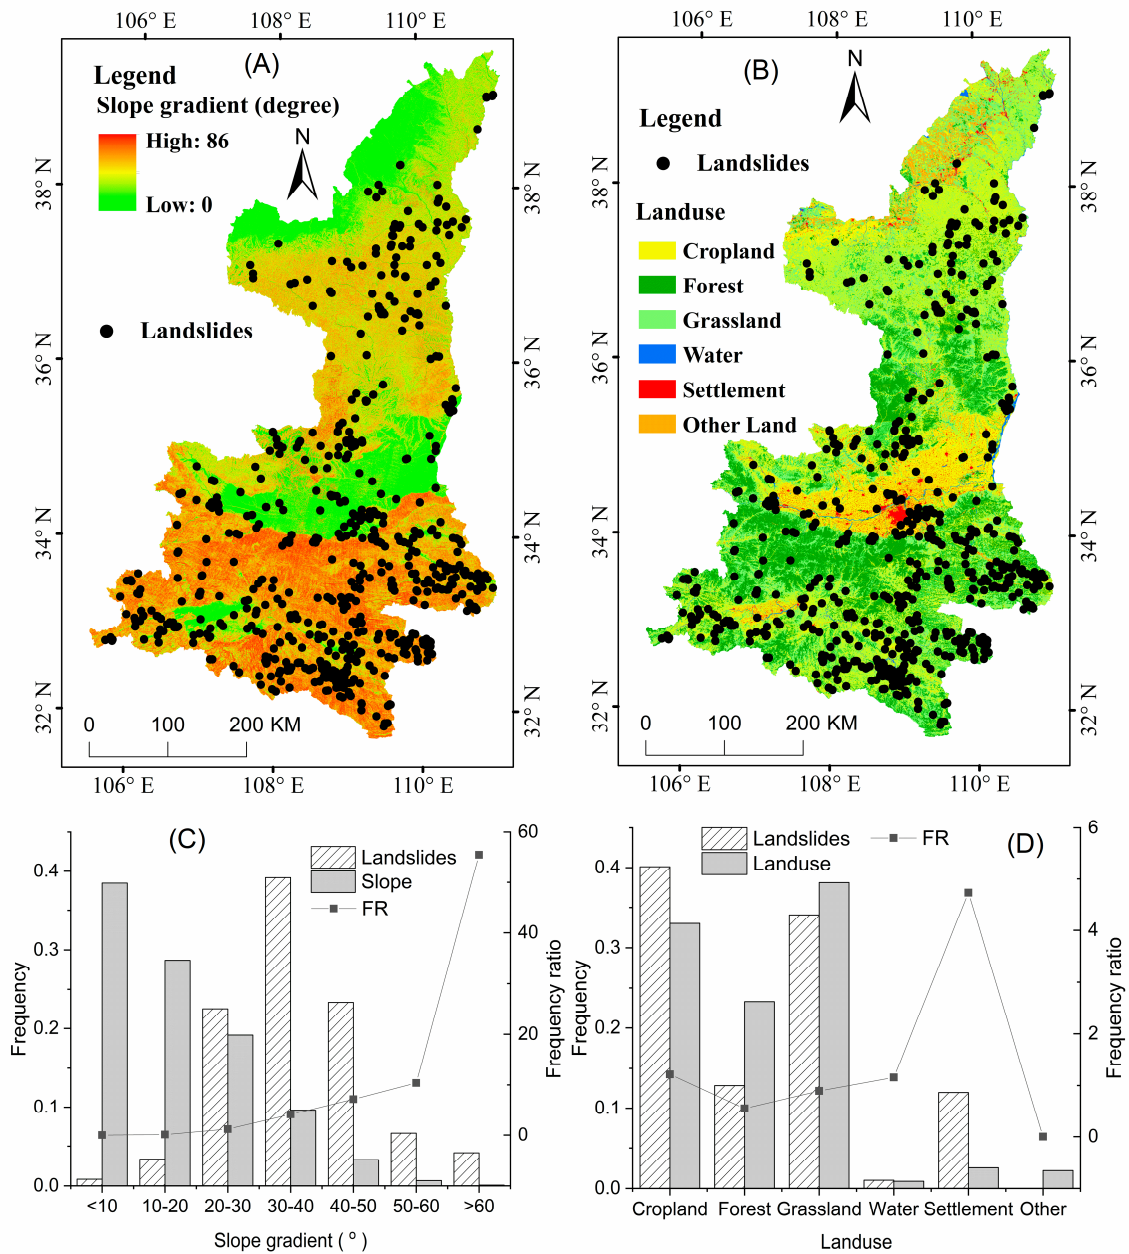 106° E 108° E 110° E
(A)
Legend
Slope gradient (degree)
High: 86
Low: 0
N
Landslides
38° N
36° N
34° N
32° N
38° N
36° N
34° N
32° N
0 100 200 KM
106° E 108° E 110° E
106° E 108° E 110° E
(B)
N
Legend
Landslides
Landuse
Cropland
Forest
Grassland
Water
Settlement
Other Land
38° N
36° N
34° N
32° N
38° N
36° N
34° N
32° N
0 100 200 KM
106° E 108° E 110° E
(C)
Landslides
Slope
FR
Frequency
0.4
0.3
0.2
0.1
0.0
60
40
20
0
Frequency ratio
<10 10-20 20-30 30-40 40-50 50-60 >60
Slope gradient ( ° )
(D)
Landslides FR
Landuse
Frequency
0.4
0.3
0.2
0.1
0.0
6
4
2
0
Frequency ratio
Cropland Forest Grassland Water Settlement Other
Landuse